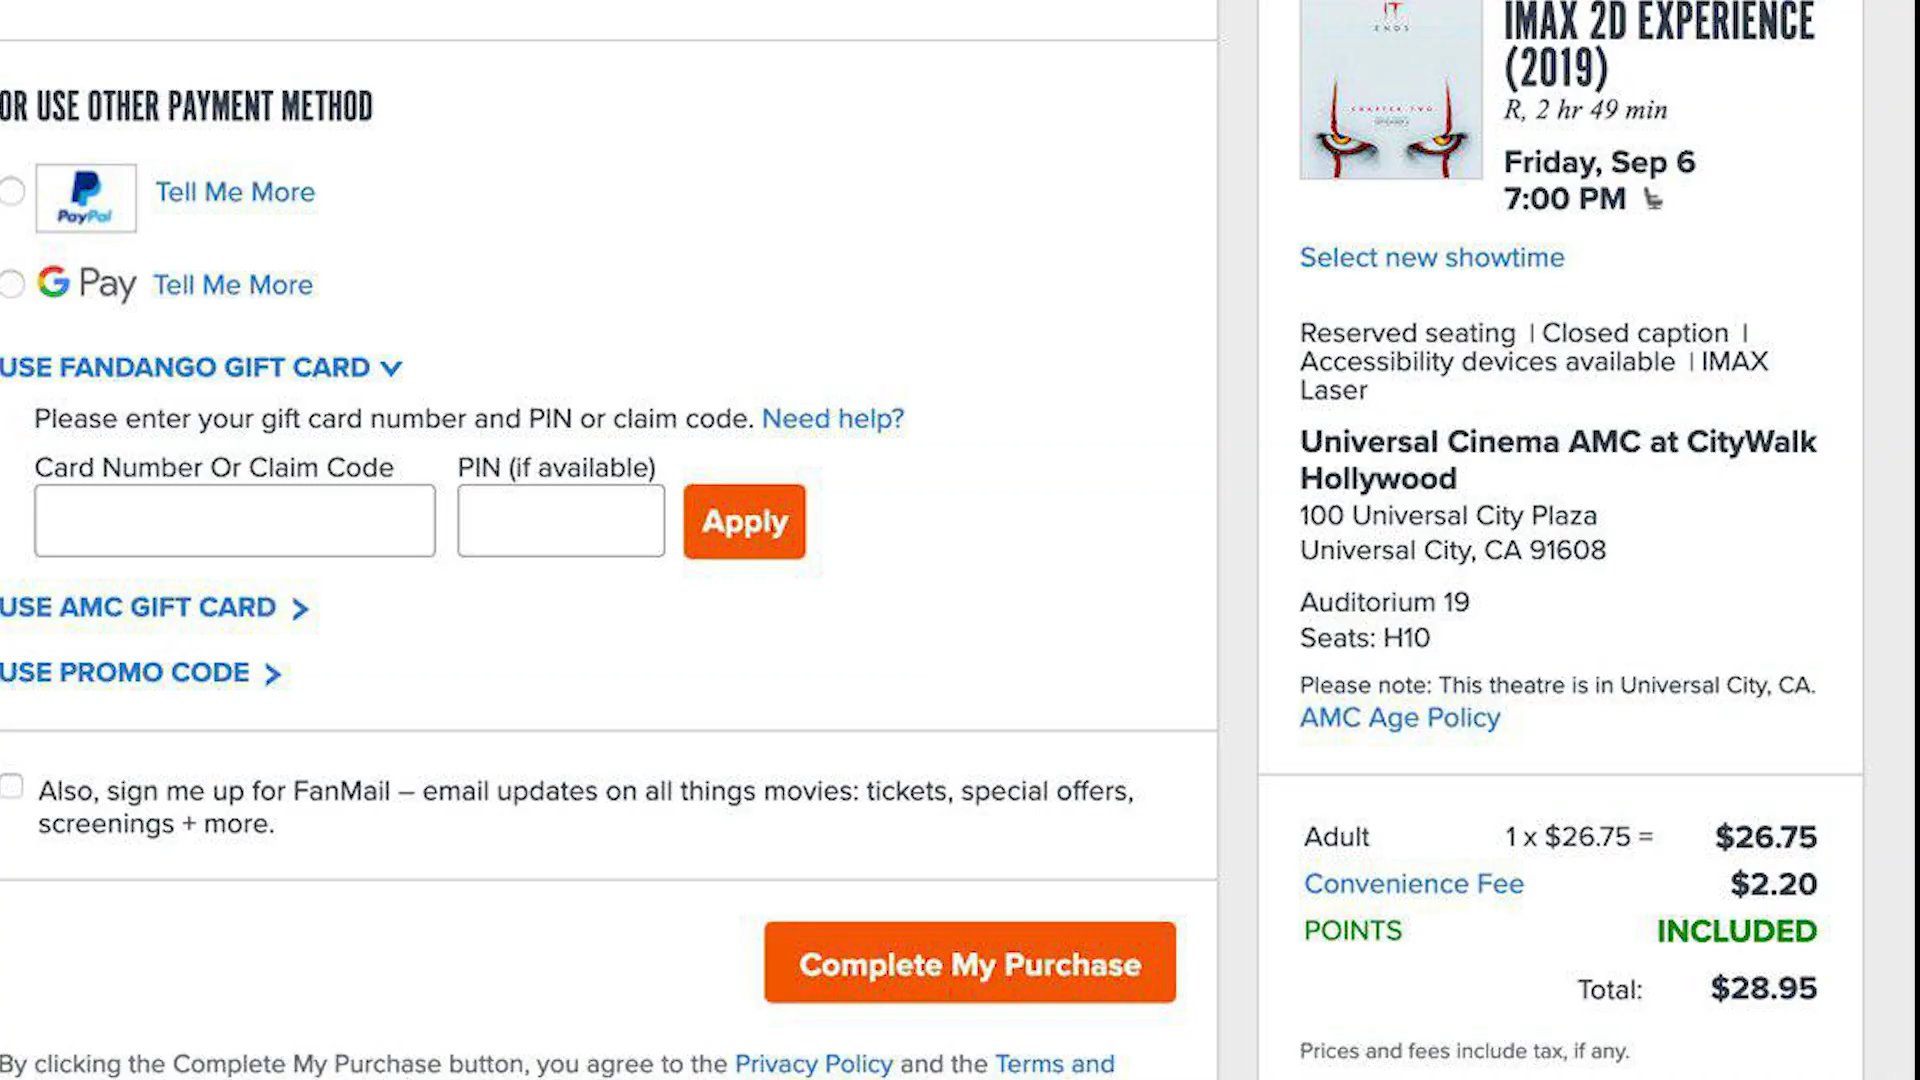 OR USE OTHER PAYMENT METHOD
PayPal
Tell Me More
G Pay
Tell Me More
USE FANDANGO GIFT CARD
Please enter your gift card number and PIN or claim code. Need help?
Card Number Or Claim Code
PIN (if available)
Apply
USE AMC GIFT CARD
USE PROMO CODE
Also, sign me up for FanMail – email updates on all things movies: tickets, special offers,
screenings + more.
Complete My Purchase
By clicking the Complete My Purchase button, you agree to the Privacy Policy and the Terms and
IT
ENDS
CHAPTER TWO
IMAX 2D EXPERIENCE
(2019)
R, 2 hr 49 min
Friday, Sep 6
7:00 PM
Select new showtime
Reserved seating | Closed caption |
Accessibility devices available | IMAX
Laser
Universal Cinema AMC at CityWalk
Hollywood
100 Universal City Plaza
Universal City, CA 91608
Auditorium 19
Seats: H10
Please note: This theatre is in Universal City, CA.
AMC Age Policy
Adult 1 x $26.75 = $26.75
Convenience Fee $2.20
POINTS INCLUDED
Total: $28.95
Prices and fees include tax, if any.